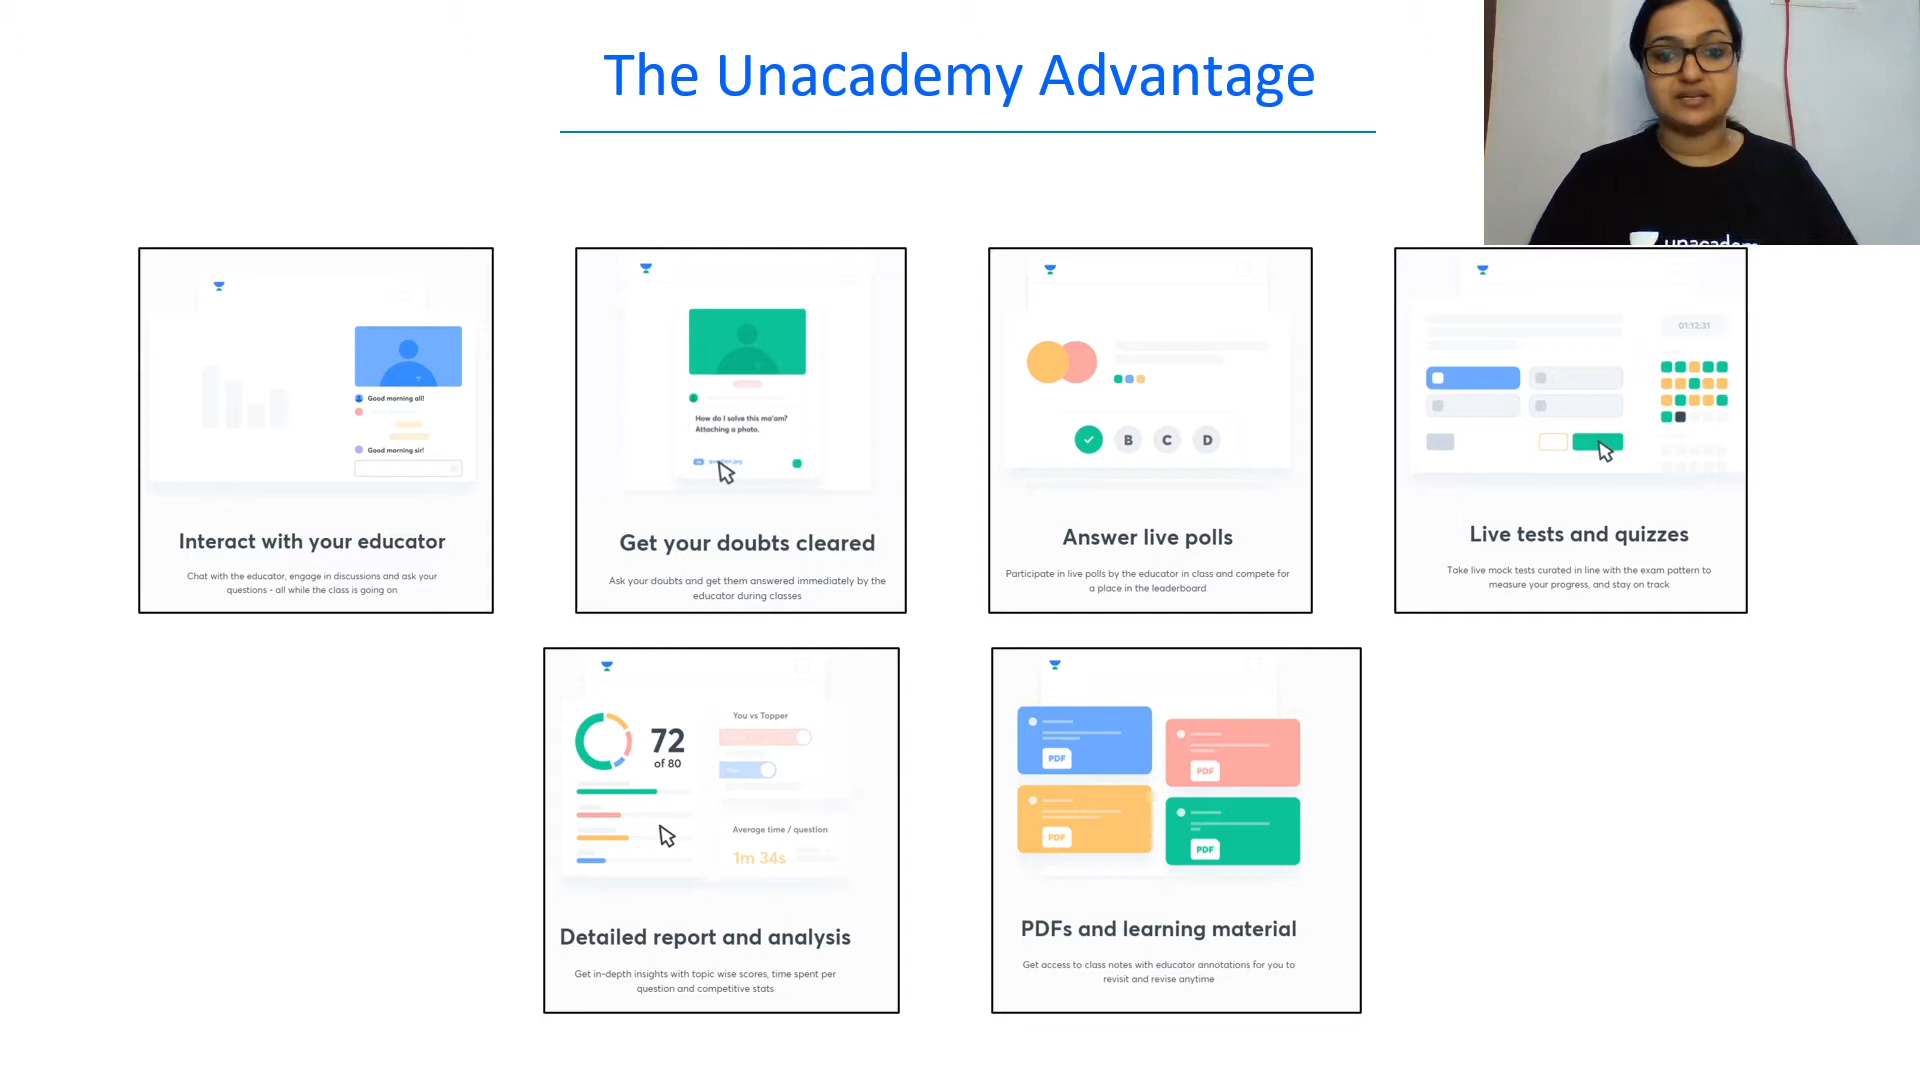 The Unacademy Advantage
Good morning all!
Good morning sir!
Interact with your educator
Chat with the educator, engage in discussions and ask your
questions - all while the class is going on
How do I solve this ma'am?
Attaching a photo.
question.jpg
Get your doubts cleared
Ask your doubts and get them answered immediately by the
educator during classes
B C D
Answer live polls
Participate in live polls by the educator in class and compete for
a place in the leaderboard
01:12:31
Live tests and quizzes
Take live mock tests curated in line with the exam pattern to
measure your progress, and stay on track
72
of 80
You vs Topper
Average time / question
1m 34s
Detailed report and analysis
Get in-depth insights with topic wise scores, time spent per
question and competitive stats
PDF
PDF
PDF
PDF
PDFs and learning material
Get access to class notes with educator annotations for you to
revisit and revise anytime